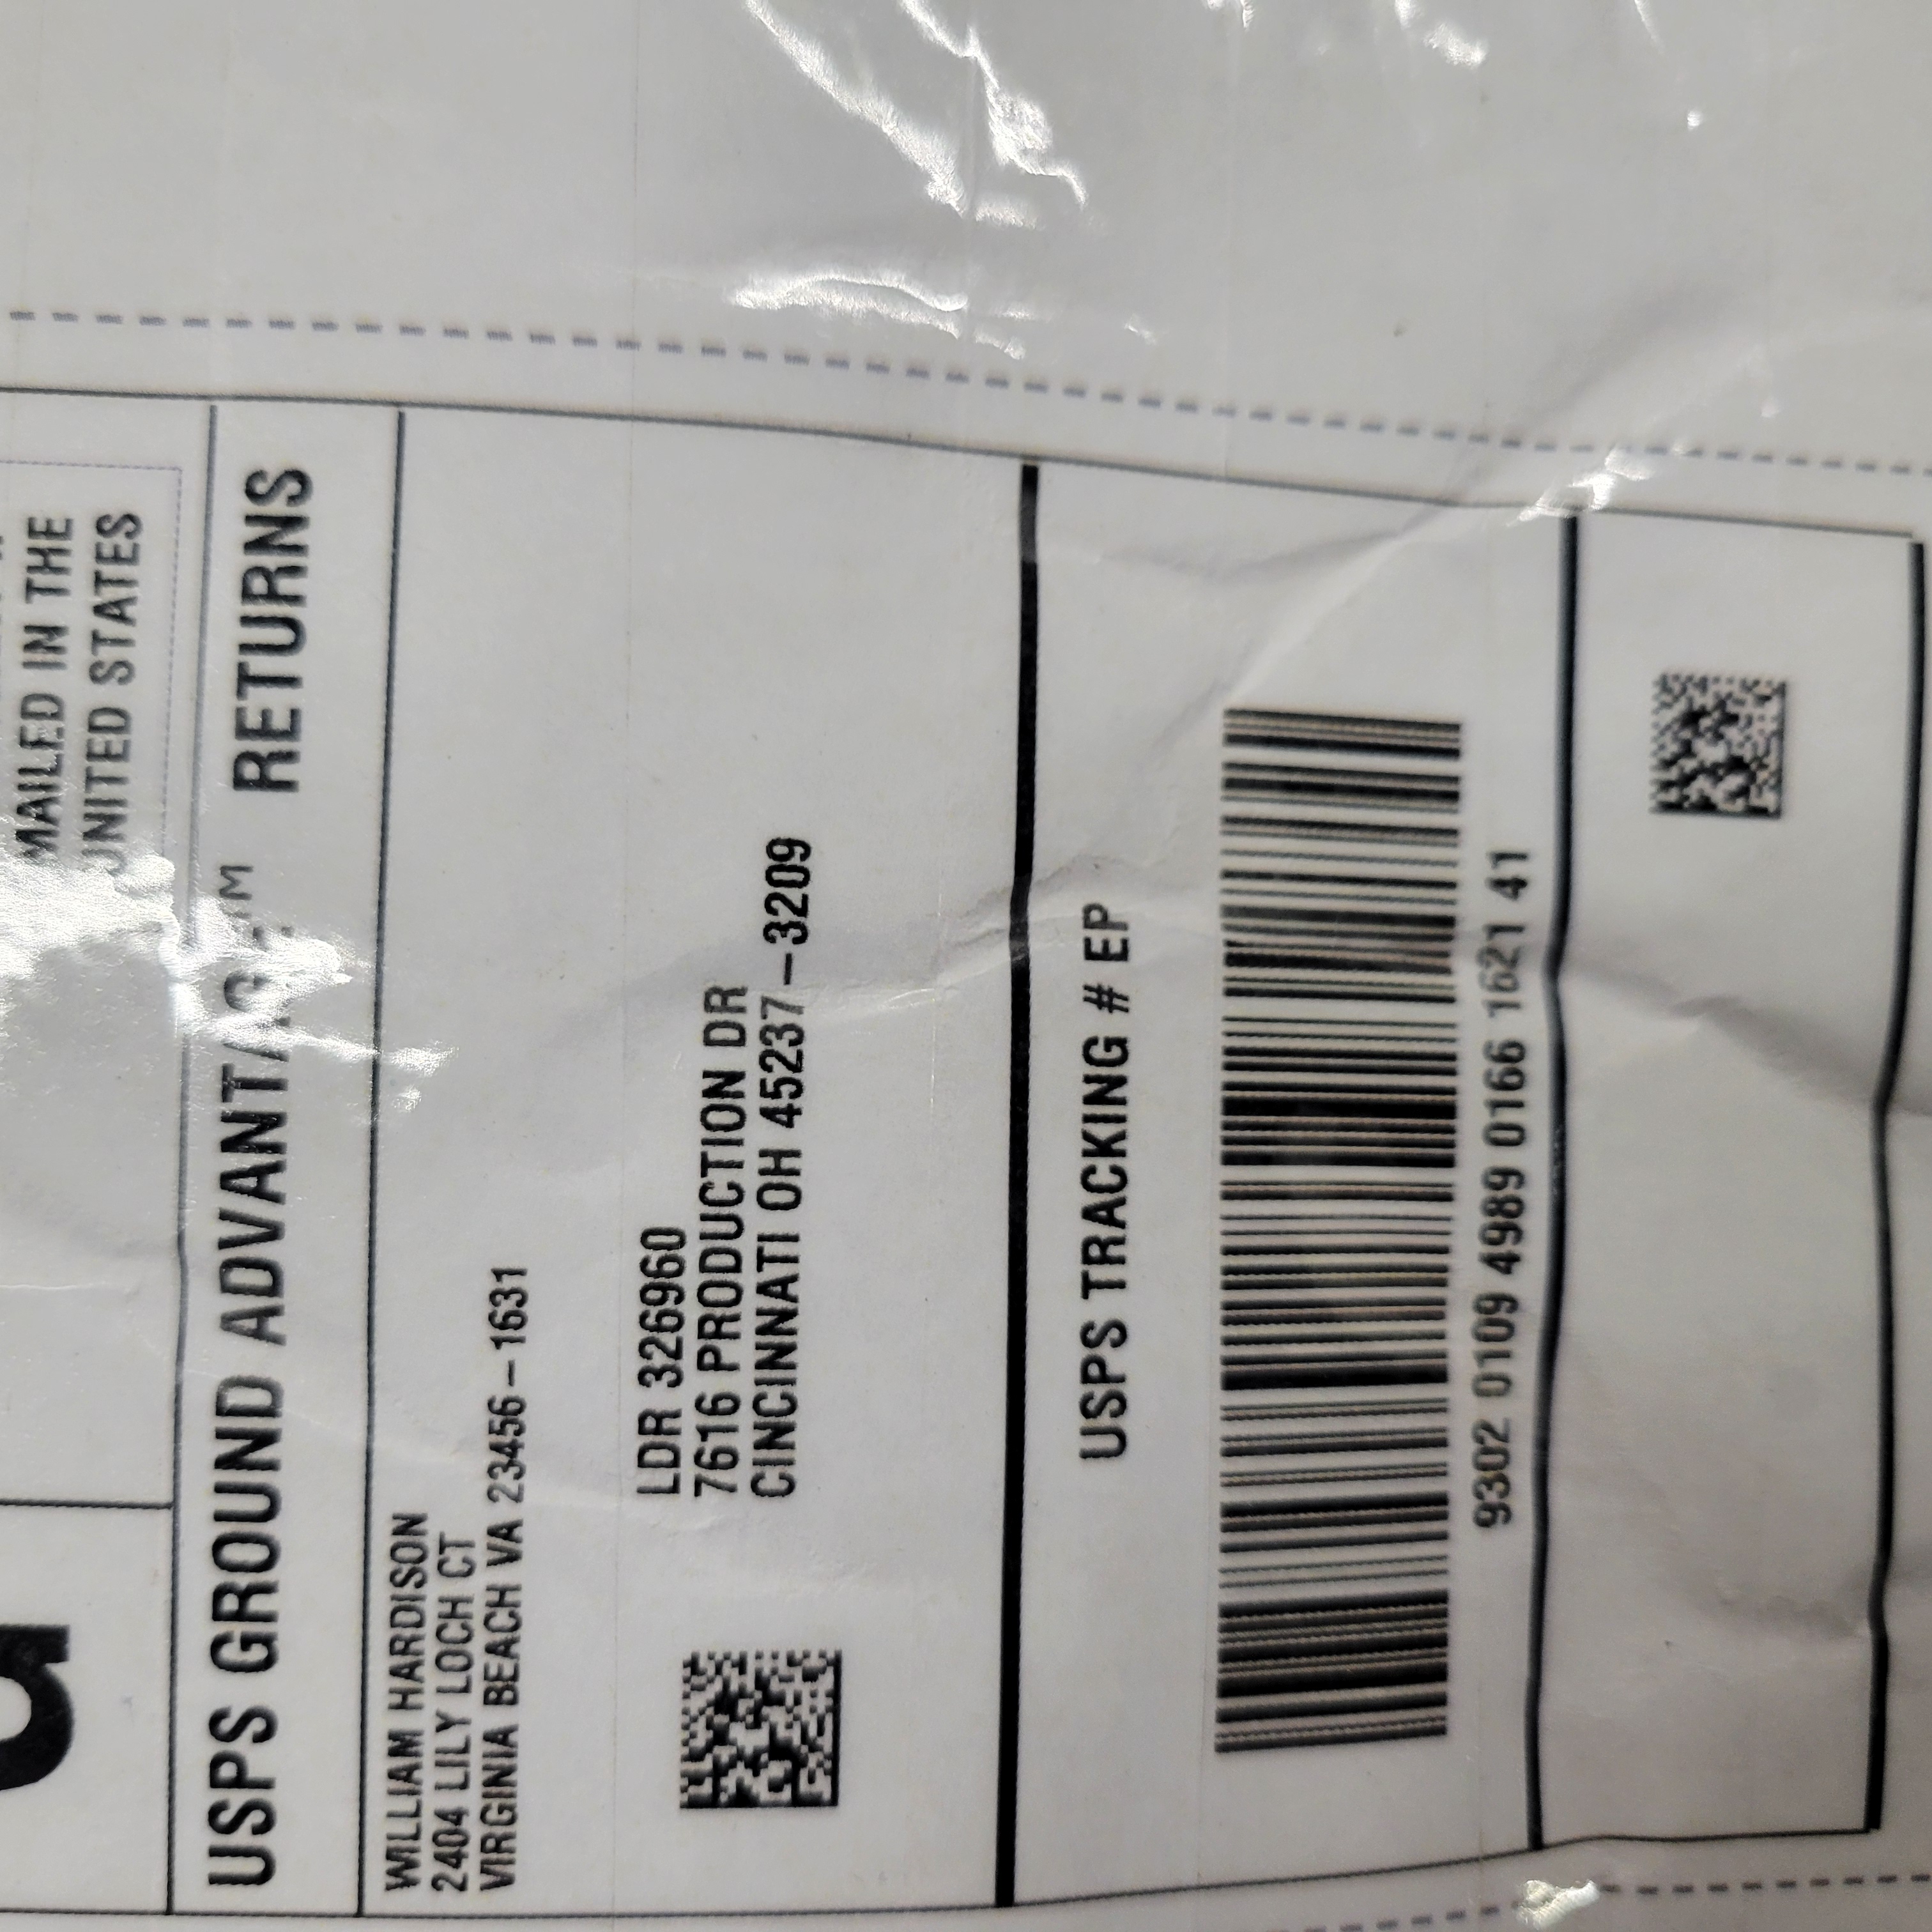 MAILED IN THE
UNITED STATES
USPS GROUND ADVANTAGE™ RETURNS
WILLIAM HARDISON
2404 LILY LOCH CT
VIRGINIA BEACH VA 23456-1631
LDR 326960
7616 PRODUCTION DR
CINCINNATI OH 45237-3209
USPS TRACKING # EP
9302 0109 4989 0166 1621 41